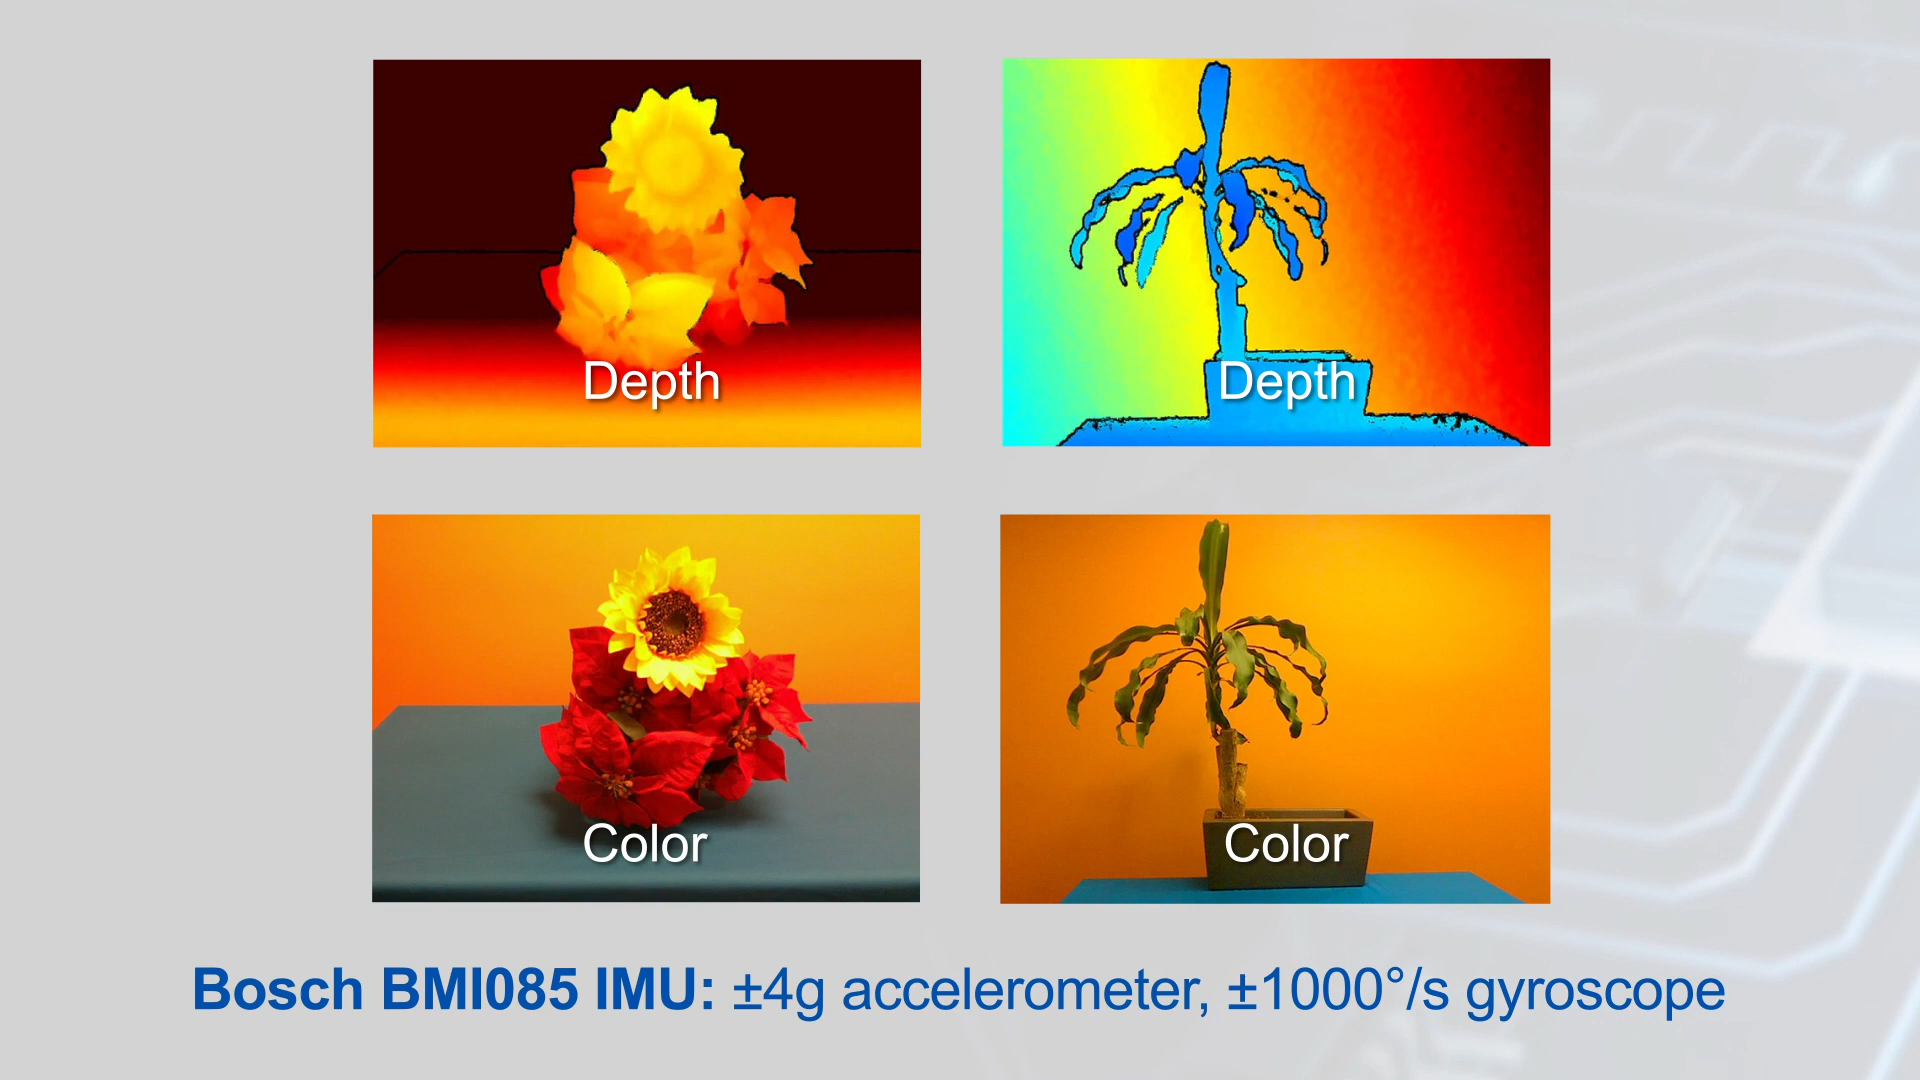 Depth
Depth
Color
Color
Bosch BMI085 IMU: ±4g accelerometer, ±1000°/s gyroscope